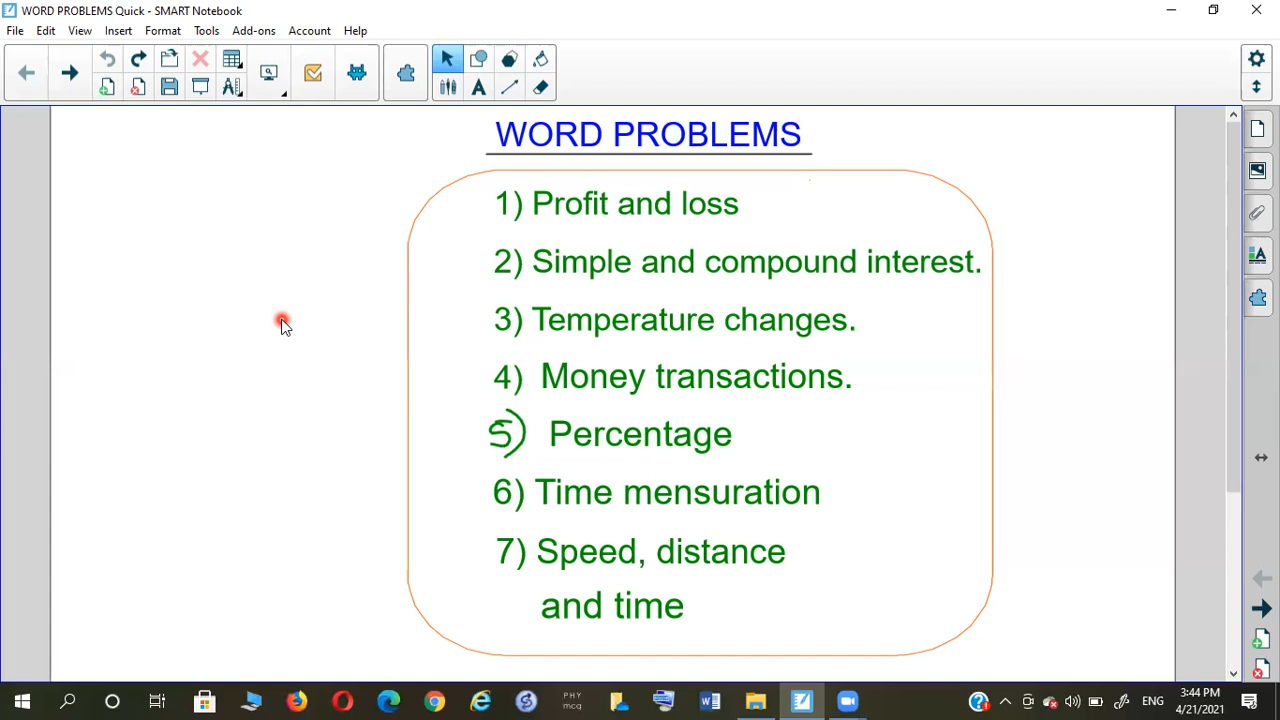 WORD PROBLEMS Quick - SMART Notebook
File Edit View Insert Format Tools Add-ons Account Help
WORD PROBLEMS
1) Profit and loss
2) Simple and compound interest.
3) Temperature changes.
4) Money transactions.
5) Percentage
6) Time mensuration
7) Speed, distance
and time
PHY
mcq
ENG
3:44 PM
4/21/2021